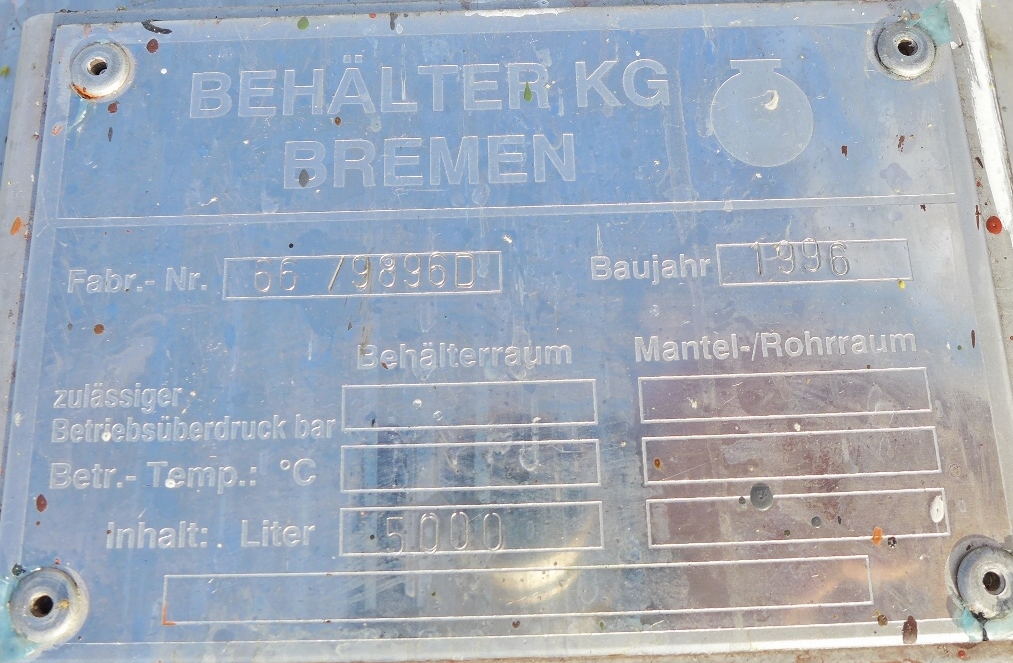 BEHÄLTER KG
BREMEN
Fabr.- Nr. 66 /9896D Baujahr 1996
Behälterraum Mantel-/Rohrraum
zulässiger
Betriebsüberdruck bar
Betr.- Temp.: °C
Inhalt: Liter 5000